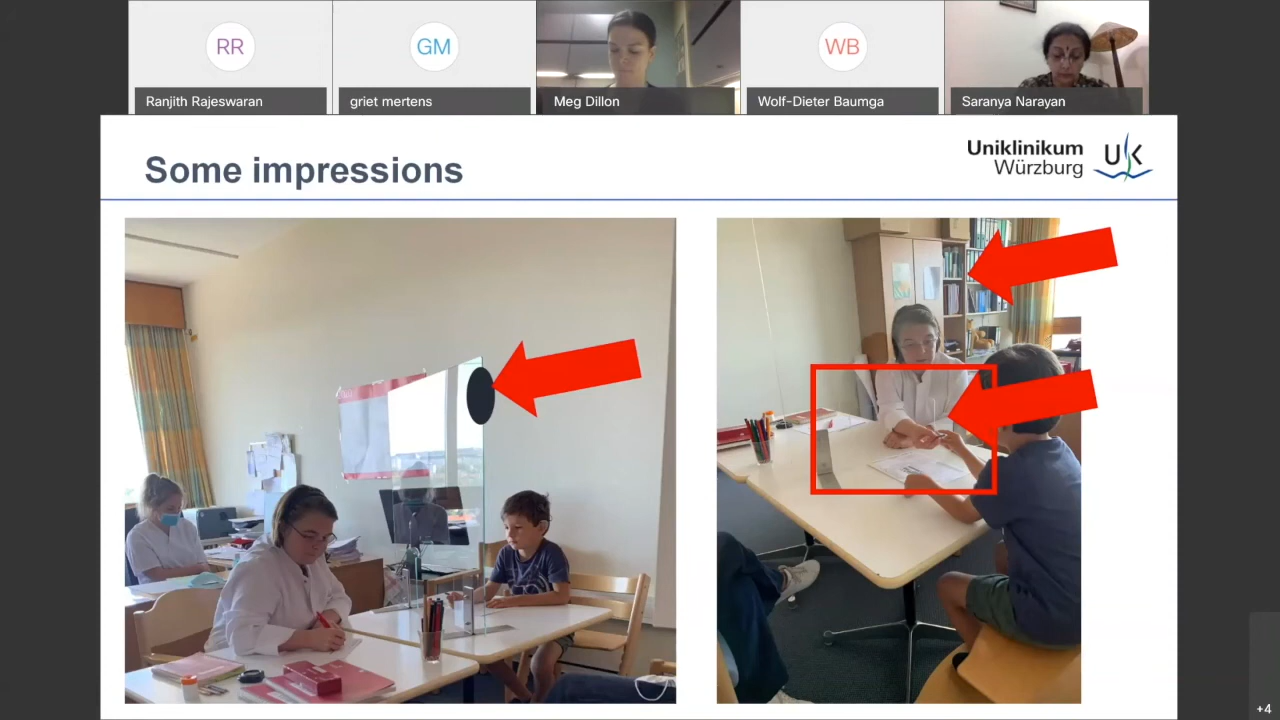 RR
GM
WB
Ranjith Rajeswaran
griet mertens
Meg Dillon
Wolf-Dieter Baumga
Saranya Narayan
Some impressions
Uniklinikum
Würzburg
UK
+4